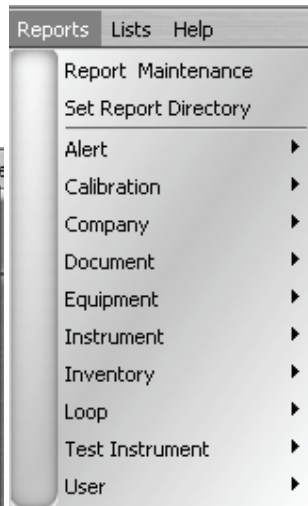 Reports Lists Help
Report Maintenance
Set Report Directory
Alert
Calibration
Company
Document
Equipment
Instrument
Inventory
Loop
Test Instrument
User